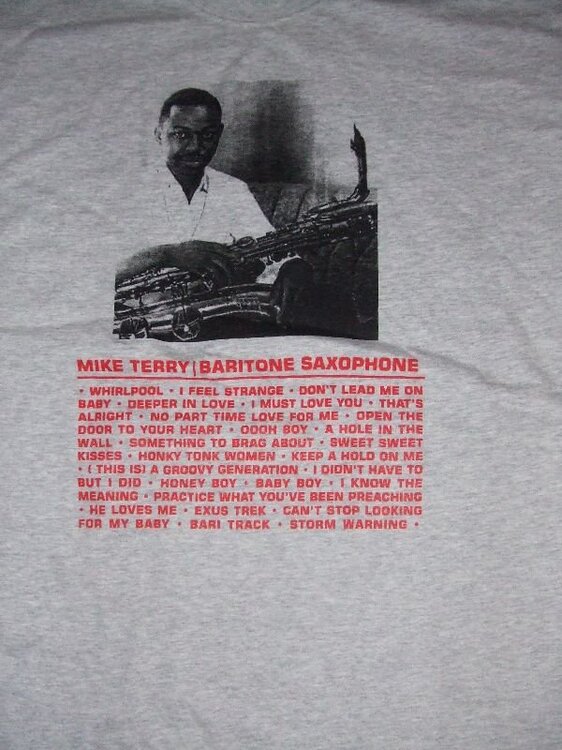 MIKE TERRY | BARITONE SAXOPHONE
• WHIRLPOOL • I FEEL STRANGE • DON'T LEAD ME ON
BABY • DEEPER IN LOVE • I MUST LOVE YOU • THAT'S
ALRIGHT • NO PART TIME LOVE FOR ME • OPEN THE
DOOR TO YOUR HEART • OOOH BOY • A HOLE IN THE
WALL • SOMETHING TO BRAG ABOUT • SWEET SWEET
KISSES • HONKY TONK WOMEN • KEEP A HOLD ON ME
• ( THIS IS) A GROOVY GENERATION • I DIDN'T HAVE TO
BUT I DID • HONEY BOY • BABY BOY • I KNOW THE
MEANING • PRACTICE WHAT YOU'VE BEEN PREACHING
• HE LOVES ME • EXUS TREK • CAN'T STOP LOOKING
FOR MY BABY • BARI TRACK • STORM WARNING •